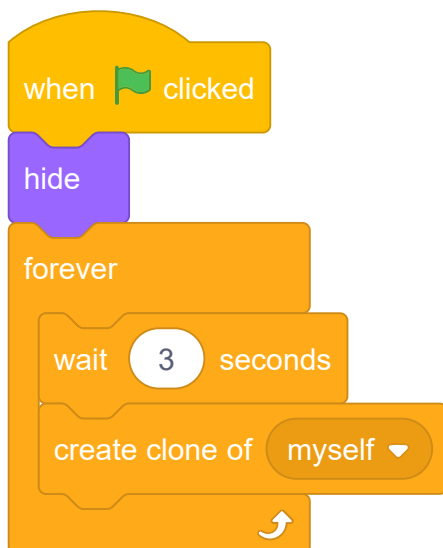 when clicked
hide
forever
wait 3 seconds
create clone of myself